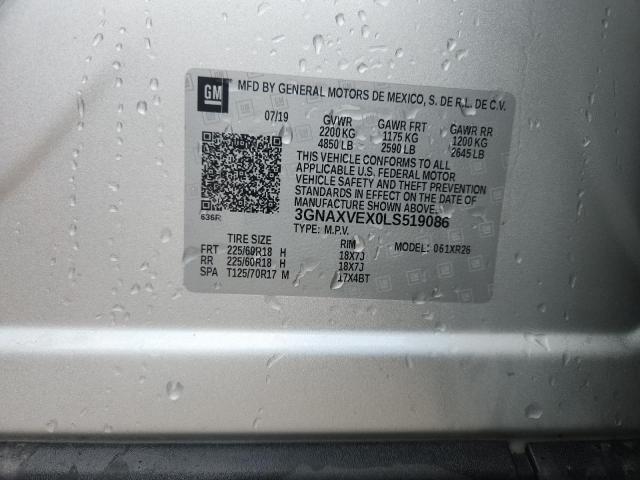 GM MFD BY GENERAL MOTORS DE MEXICO, S. DE R.L. DE C.V.
07/19 GVWR GAWR FRT GAWR RR
2200 KG 1175 KG 1200 KG
4850 LB 2590 LB 2645 LB
THIS VEHICLE CONFORMS TO ALL
APPLICABLE U.S. FEDERAL MOTOR
VEHICLE SAFETY AND THEFT PREVENTION
STANDARDS IN EFFECT ON THE DATE OF
MANUFACTURE SHOWN ABOVE.
636R 3GNAXVEX0LS519086
TYPE: M.P.V.
TIRE SIZE RIM MODEL: 061XR26
FRT 225/60R18 H 18X7J
RR 225/60R18 H 18X7J
SPA T125/70R17 M 17X4BT